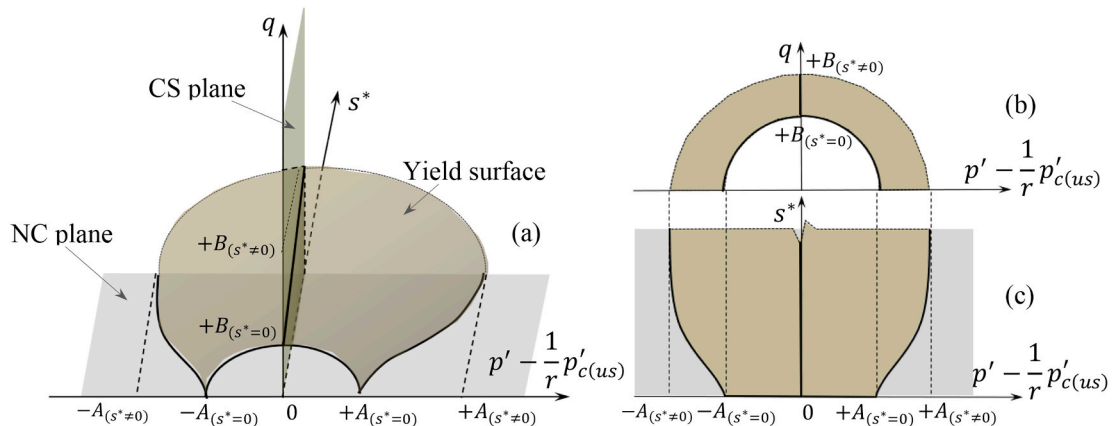 q
CS plane
s*
Yield surface
(a)
NC plane
+B(s*≠0)
+B(s*=0)
p′ − 1/r p′c(us)
−A(s*≠0) −A(s*=0) 0 +A(s*=0) +A(s*≠0)
q
+B(s*≠0)
(b)
+B(s*=0)
p′ − 1/r p′c(us)
s*
(c)
p′ − 1/r p′c(us)
−A(s*≠0) −A(s*=0) 0 +A(s*=0) +A(s*≠0)